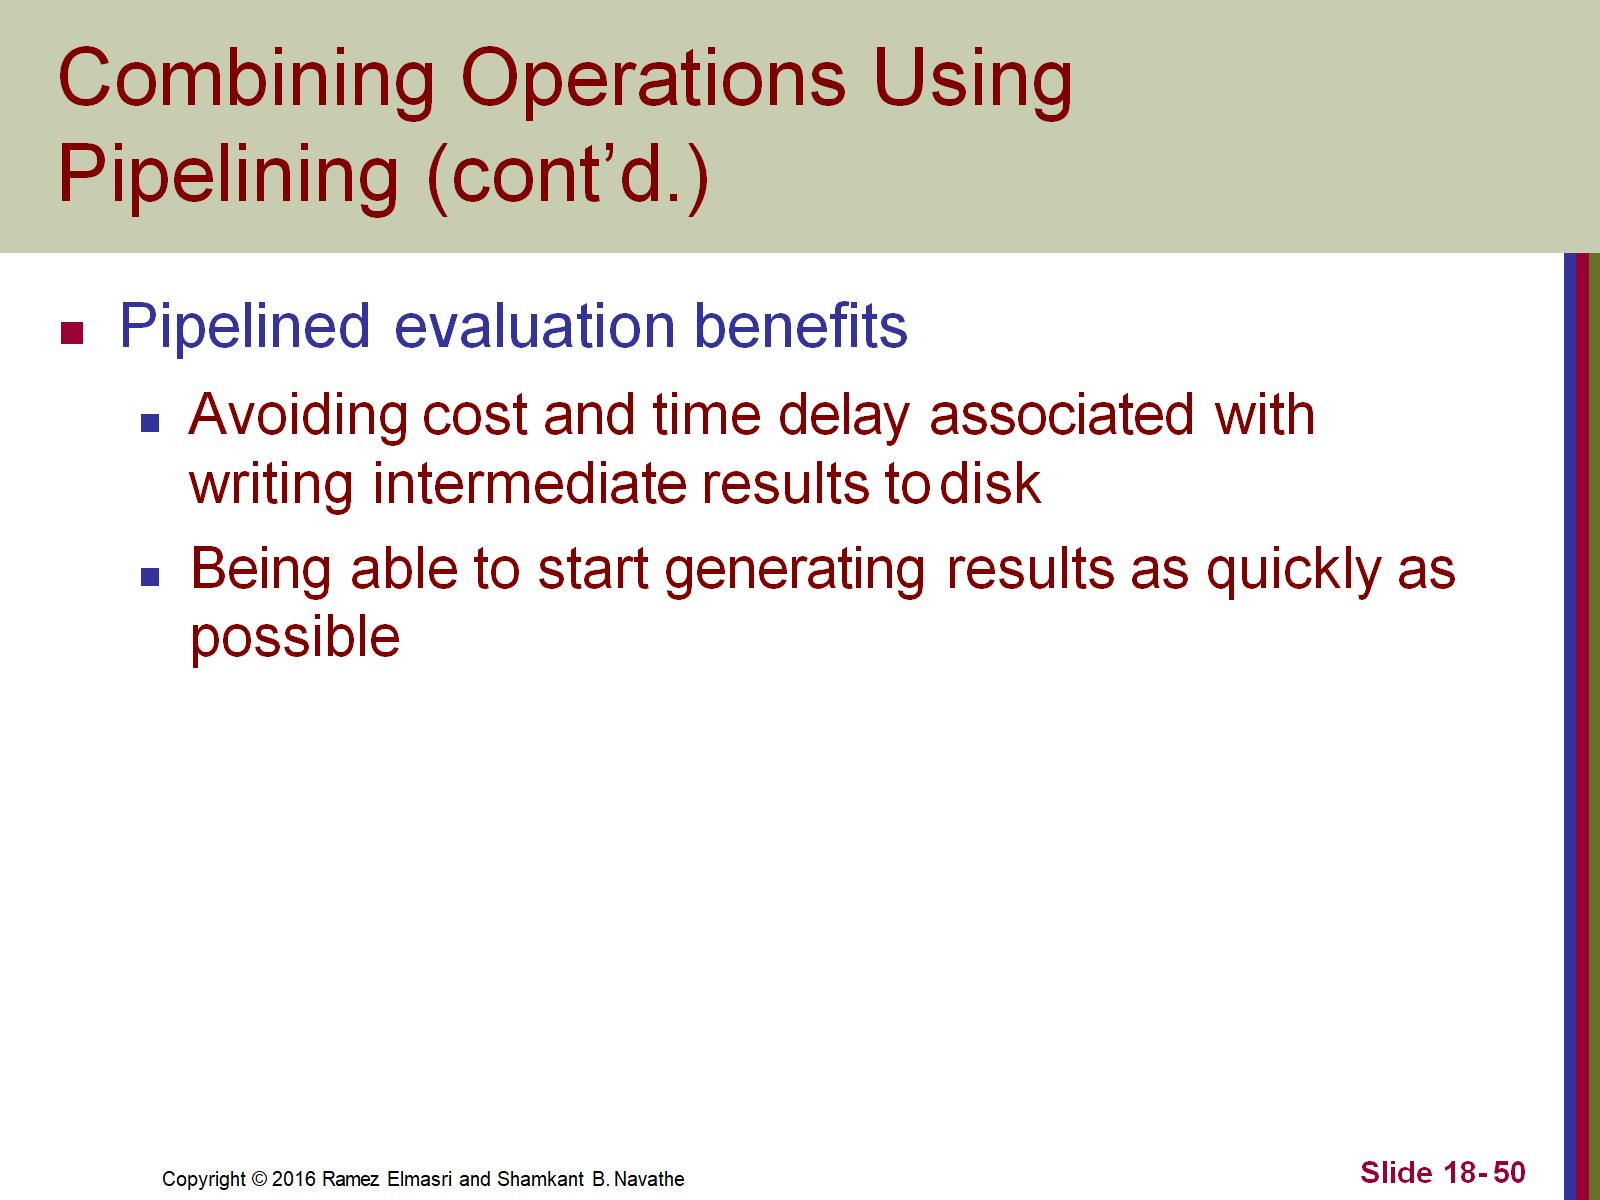 Combining Operations Using
Pipelining (cont’d.)
Pipelined evaluation benefits
Avoiding cost and time delay associated with
writing intermediate results to disk
Being able to start generating results as quickly as
possible
Copyright © 2016 Ramez Elmasri and Shamkant B. Navathe
Slide 18- 50